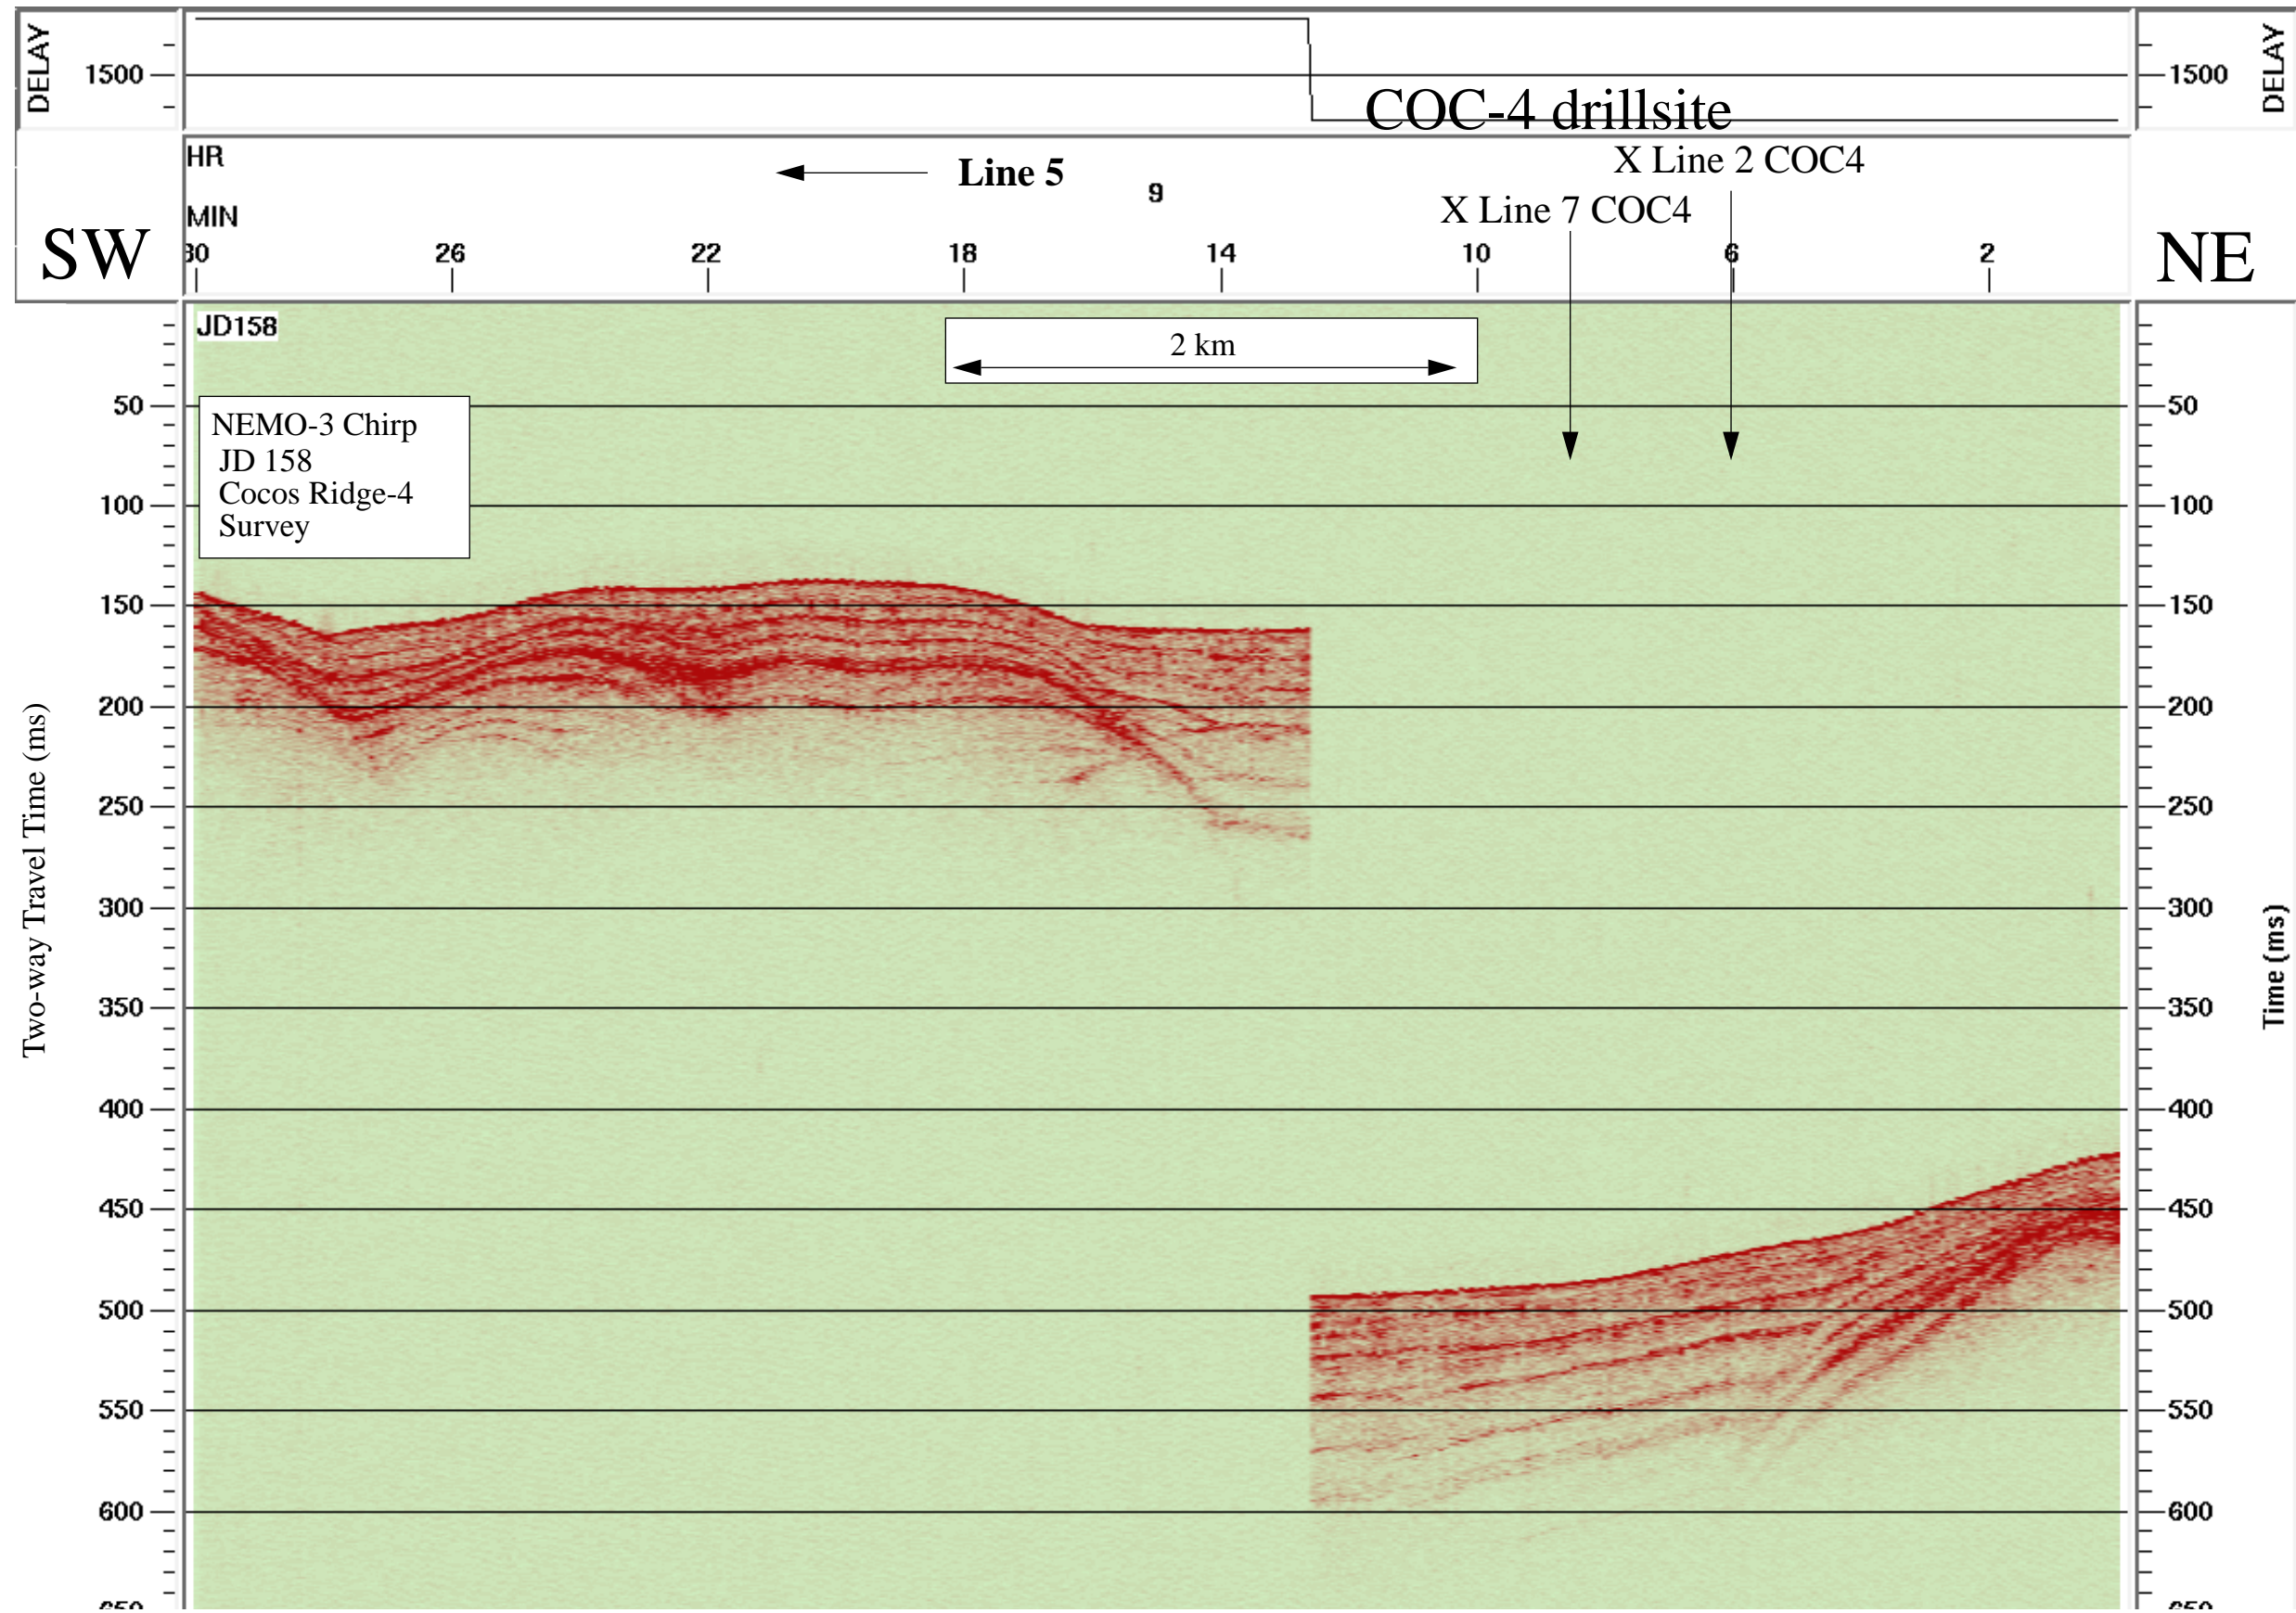 DELAY
1500
1500
DELAY
COC-4 drillsite
HR
Line 5
9
X Line 2 COC4
MIN
X Line 7 COC4
SW
30 26 22 18 14 10 6 2
NE
JD158
2 km
NEMO-3 Chirp
JD 158
Cocos Ridge-4
Survey
50 50
100 100
150 150
200 200
250 250
300 300
350 350
400 400
450 450
500 500
550 550
600 600
650 650
Two-way Travel Time (ms)
Time (ms)